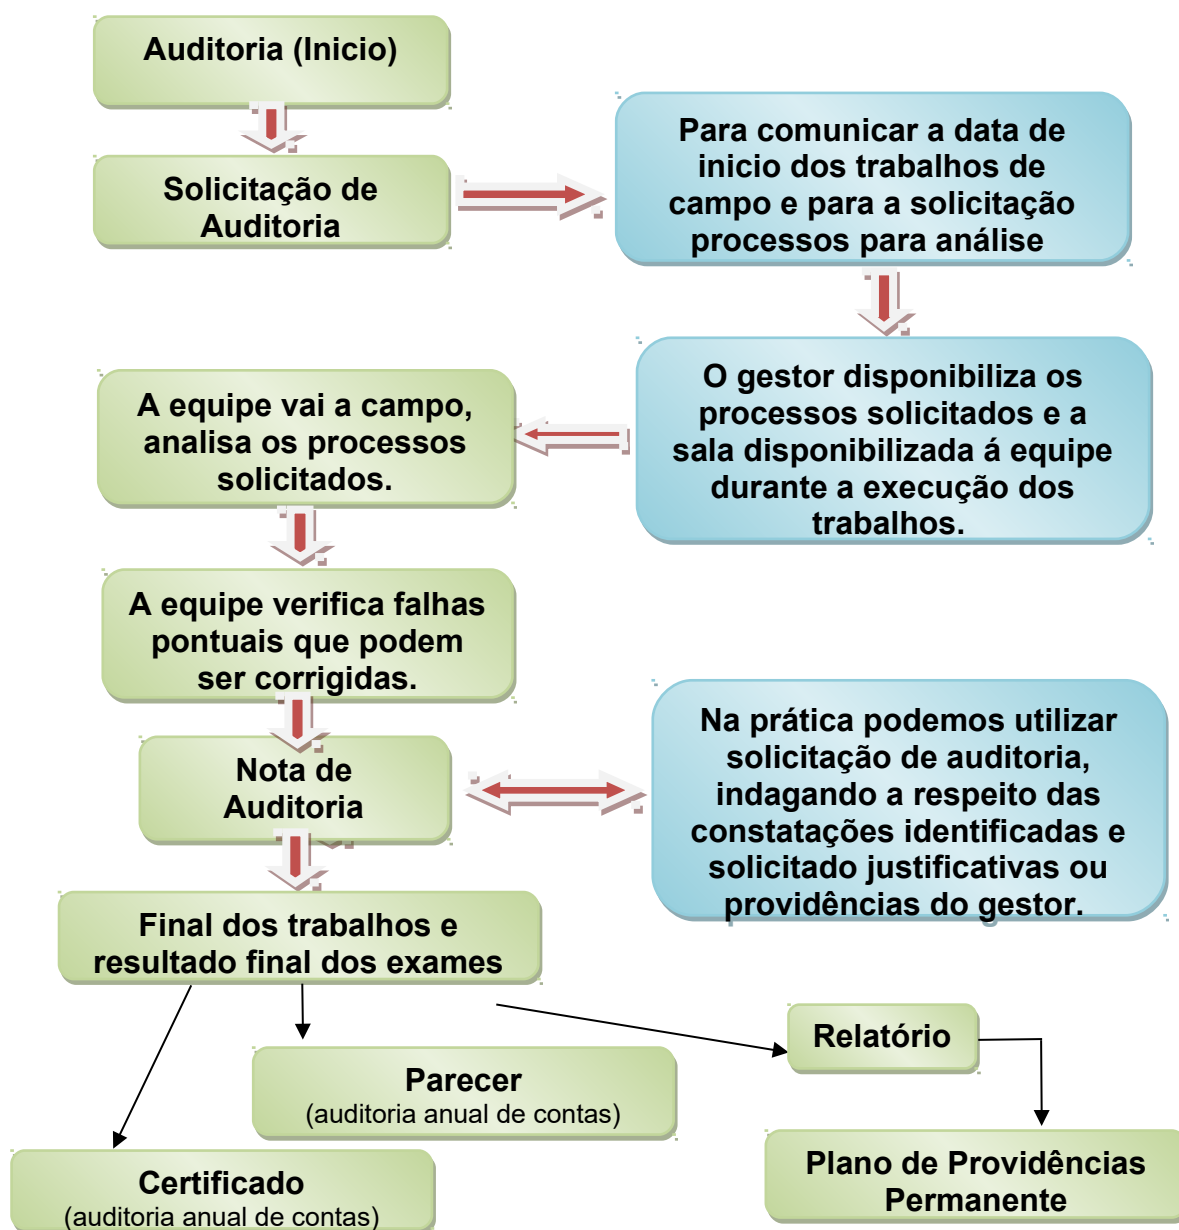 Auditoria (Inicio)
Solicitação de
Auditoria
Para comunicar a data de
inicio dos trabalhos de
campo e para a solicitação
processos para análise
O gestor disponibiliza os
processos solicitados e a
sala disponibilizada á equipe
durante a execução dos
trabalhos.
A equipe vai a campo,
analisa os processos
solicitados.
A equipe verifica falhas
pontuais que podem
ser corrigidas.
Nota de
Auditoria
Na prática podemos utilizar
solicitação de auditoria,
indagando a respeito das
constatações identificadas e
solicitado justificativas ou
providências do gestor.
Final dos trabalhos e
resultado final dos exames
Relatório
Parecer
(auditoria anual de contas)
Certificado
(auditoria anual de contas)
Plano de Providências
Permanente